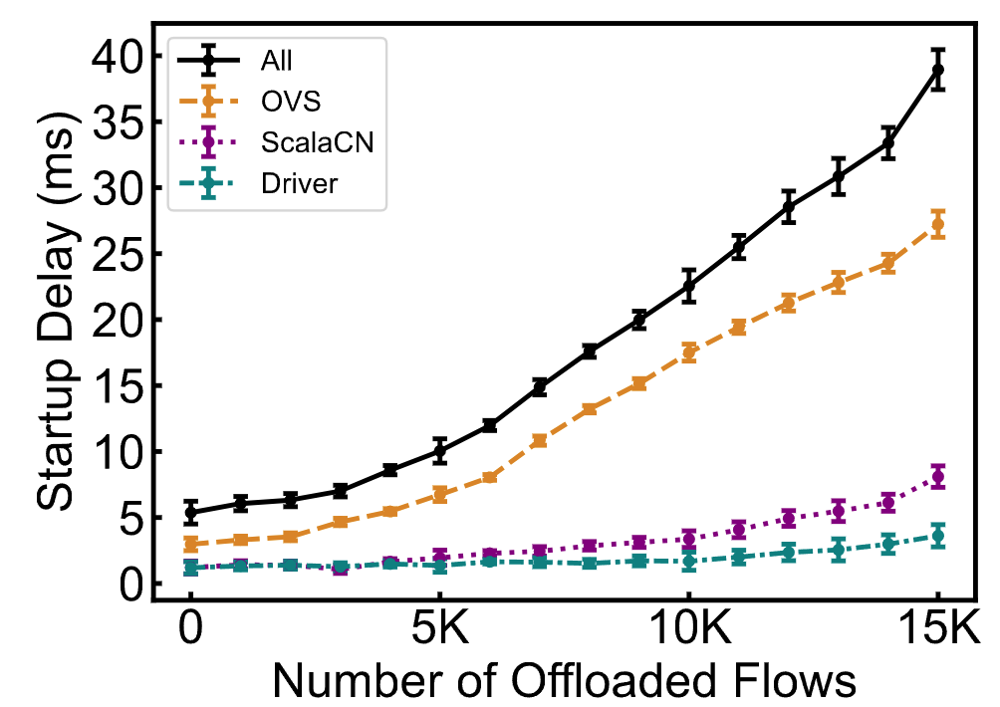 All
OVS
ScalaCN
Driver
Startup Delay (ms)
40
35
30
25
20
15
10
5
0
0 5K 10K 15K
Number of Offloaded Flows